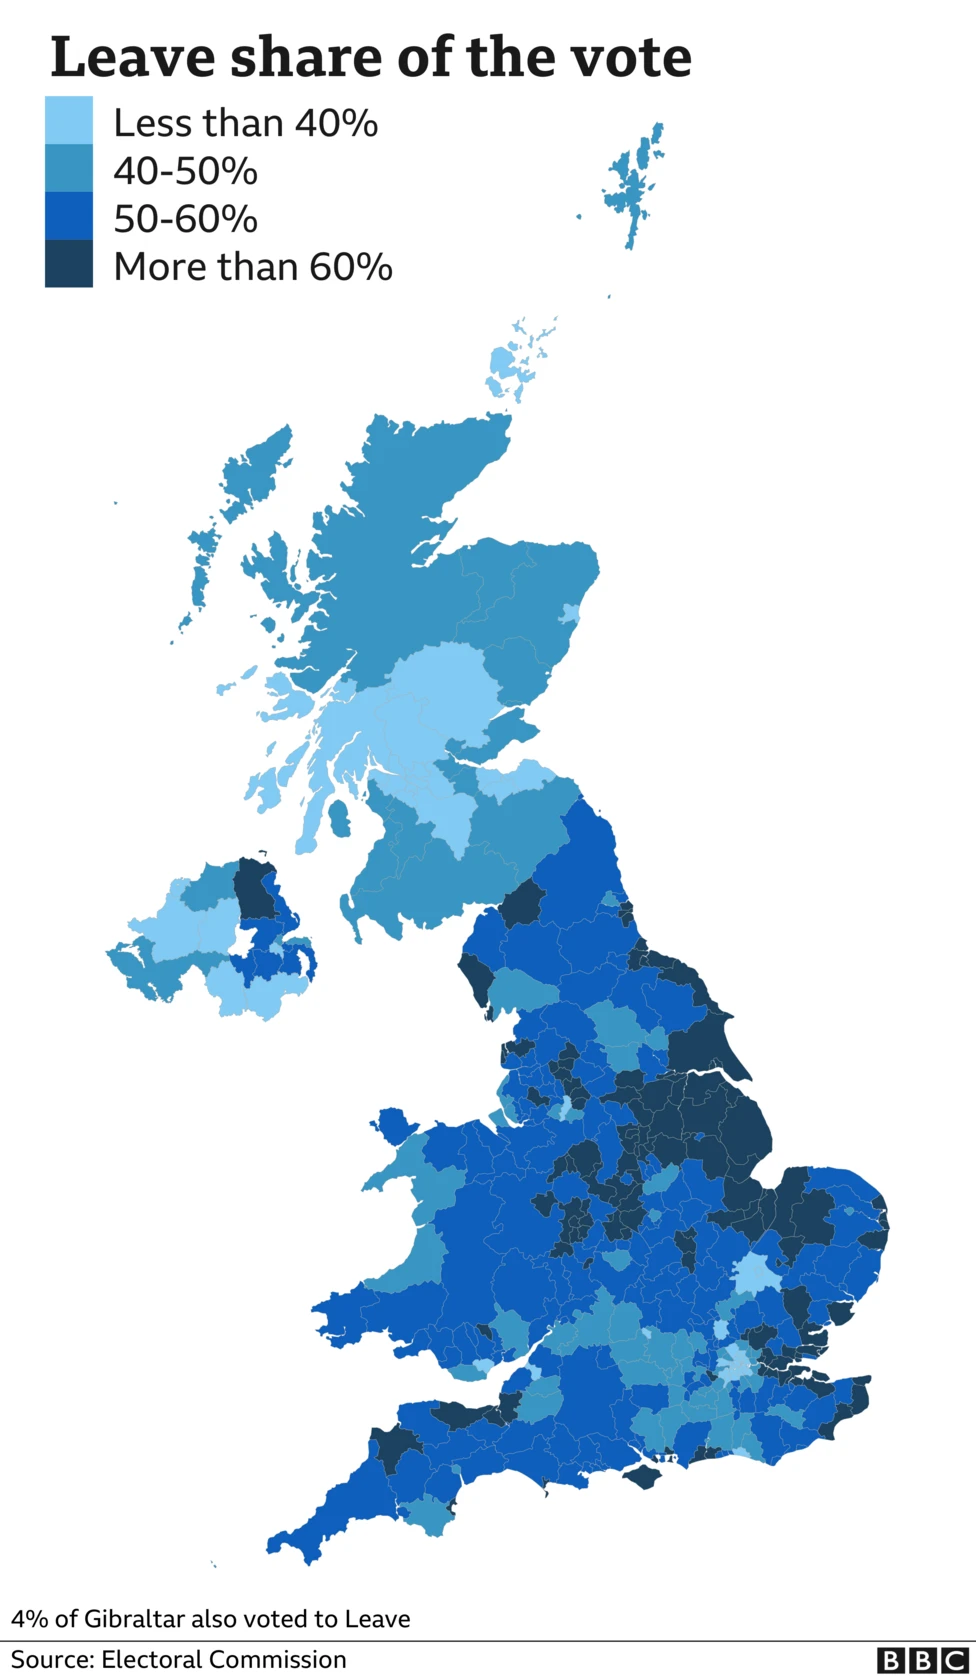 Leave share of the vote
Less than 40%
40-50%
50-60%
More than 60%
4% of Gibraltar also voted to Leave
Source: Electoral Commission
BBC